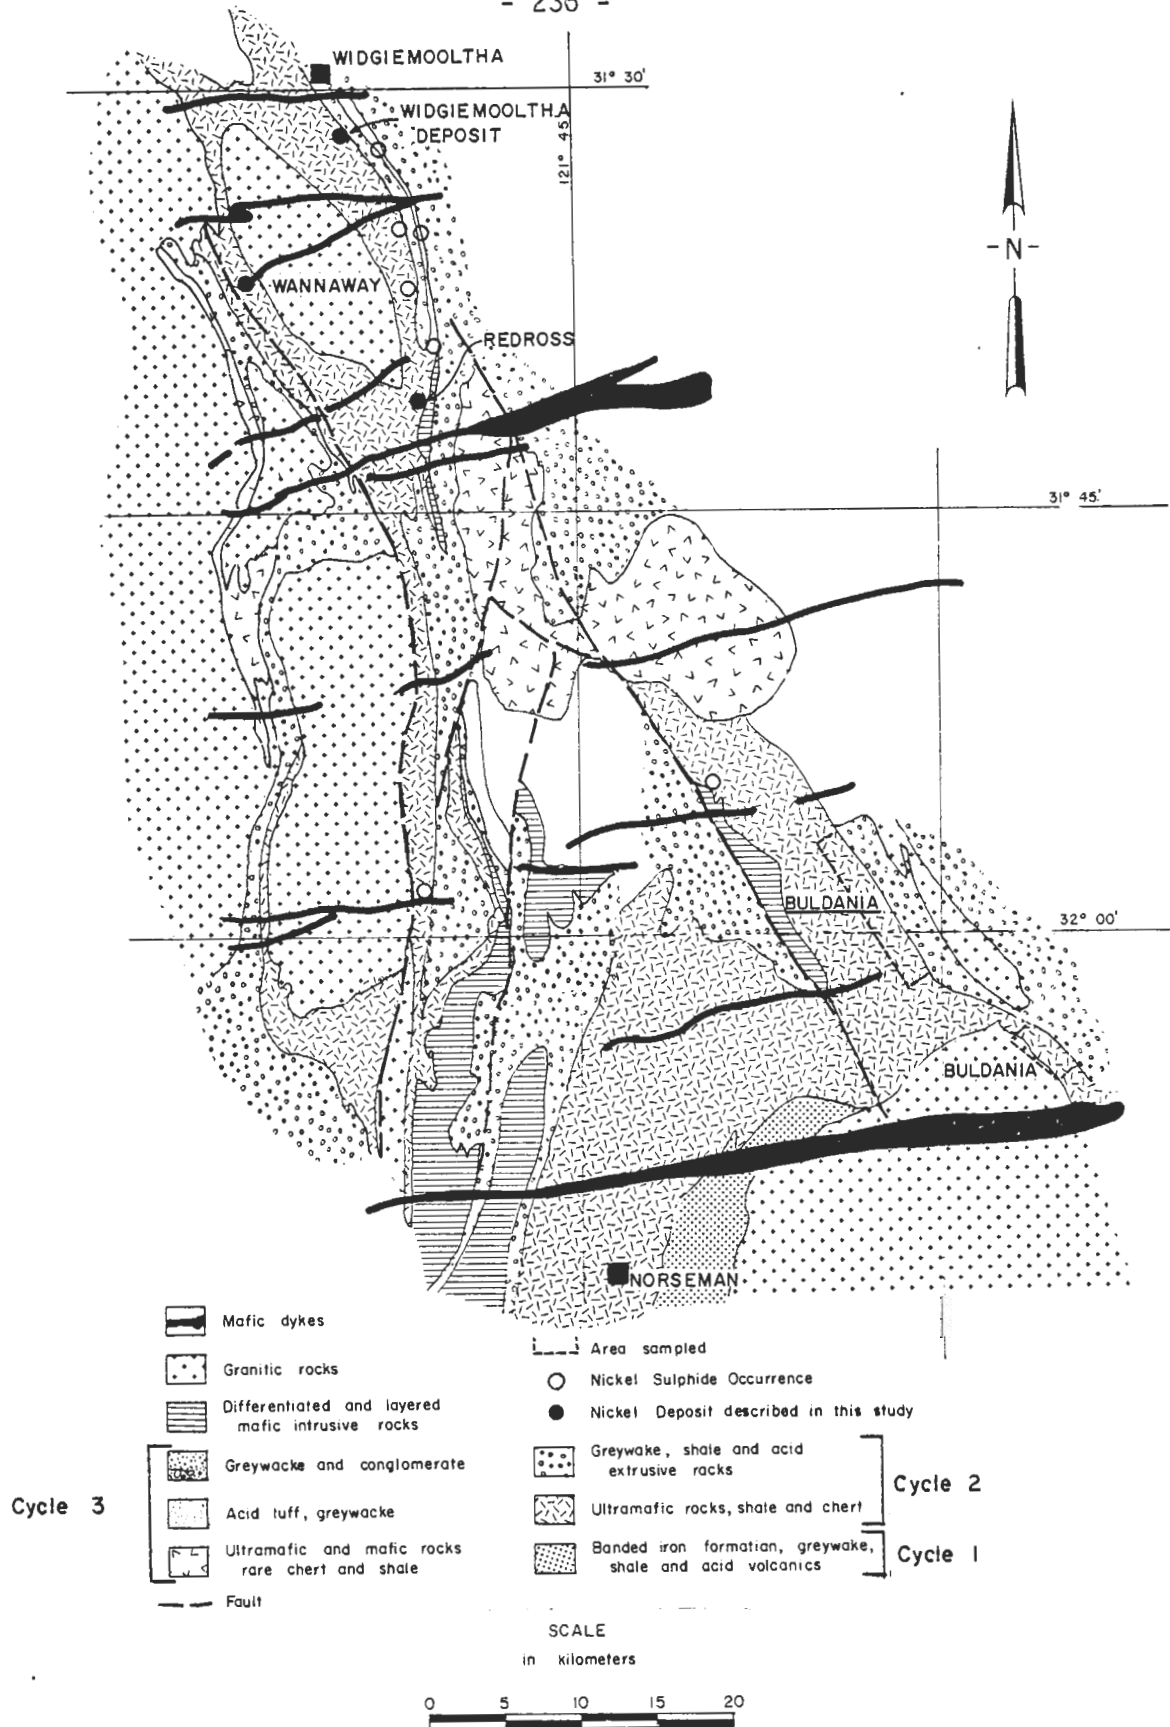 - 236 -
WIDGIEMOOLTHA
31° 30'
WIDGIEMOOLTHA
DEPOSIT
121° 45'
-N-
WANNAWAY
REDROSS
31° 45'
BULDANIA
32° 00'
BULDANIA
NORSEMAN
Mafic dykes
Granitic rocks
Differentiated and layered
mafic intrusive rocks
Cycle 3
Greywacke and conglomerate
Acid tuff, greywacke
Ultramafic and mafic rocks
rare chert and shale
Fault
Area sampled
Nickel Sulphide Occurrence
Nickel Deposit described in this study
Greywake, shale and acid
extrusive racks
Cycle 2
Ultramafic rocks, shale and chert
Banded iron formation, greywake,
shale and acid volcanics
Cycle I
SCALE
in kilometers
0 5 10 15 20